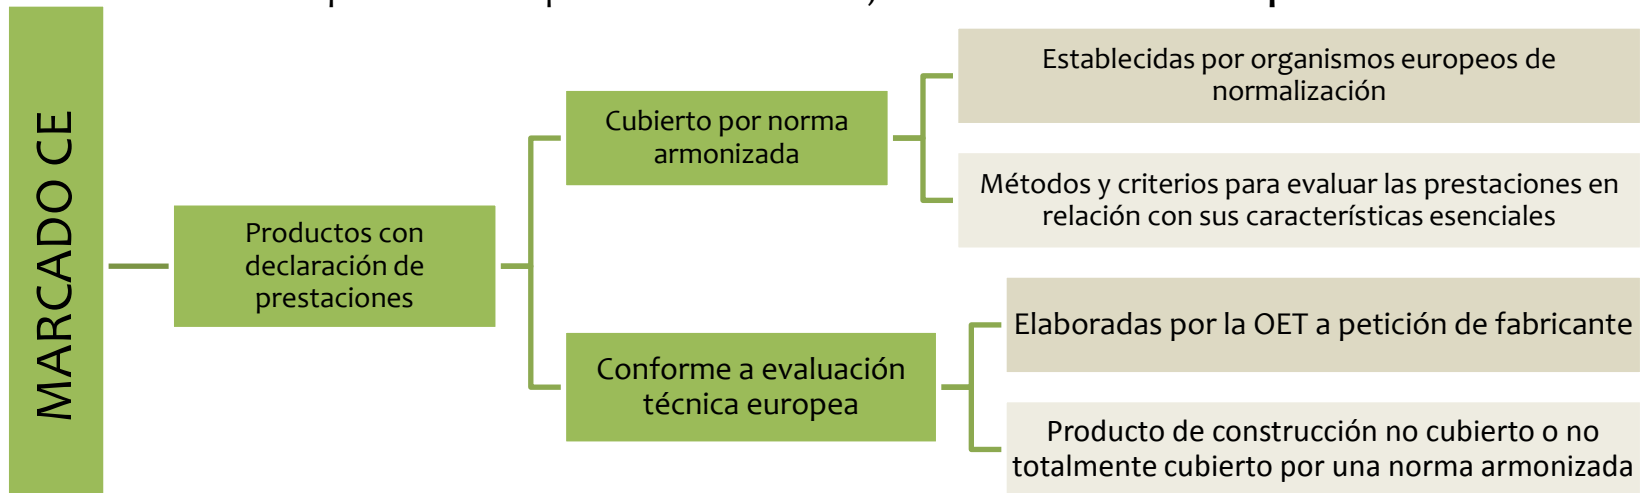 MARCADO CE
Productos con
declaración de
prestaciones
Cubierto por norma
armonizada
Establecidas por organismos europeos de
normalización
Métodos y criterios para evaluar las prestaciones en
relación con sus características esenciales
Conforme a evaluación
técnica europea
Elaboradas por la OET a petición de fabricante
Producto de construcción no cubierto o no
totalmente cubierto por una norma armonizada